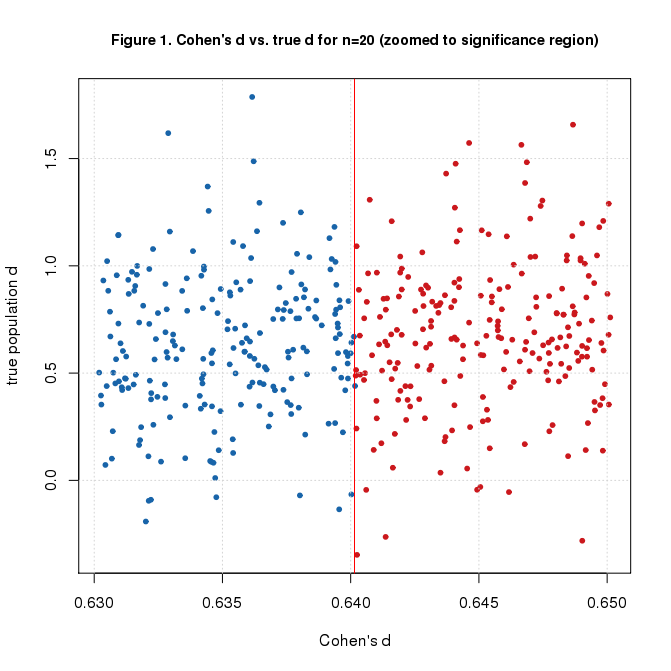 Figure 1. Cohen's d vs. true d for n=20 (zoomed to significance region)
true population d
1.5
1.0
0.5
0.0
0.630 0.635 0.640 0.645 0.650
Cohen's d